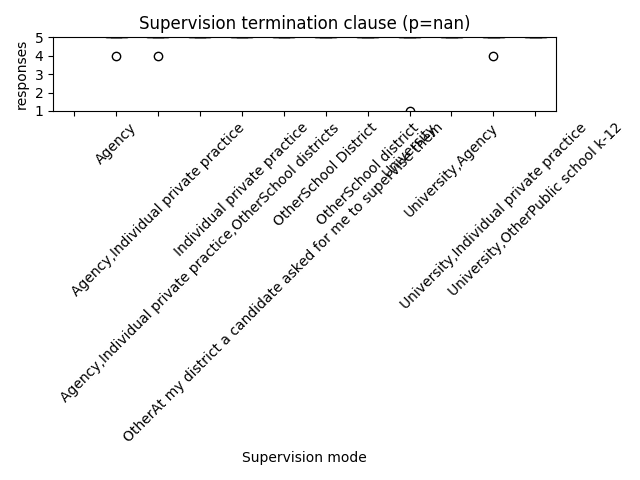 Supervision termination clause (p=nan)
responses
5
4
3
2
1
Agency
Agency,Individual private practice
Agency,Individual private practice,OtherSchool districts
Individual private practice
OtherAt my district a candidate asked for me to supervise them
OtherSchool District
OtherSchool district
University
University,Agency
University,Individual private practice
University,OtherPublic school k-12
Supervision mode